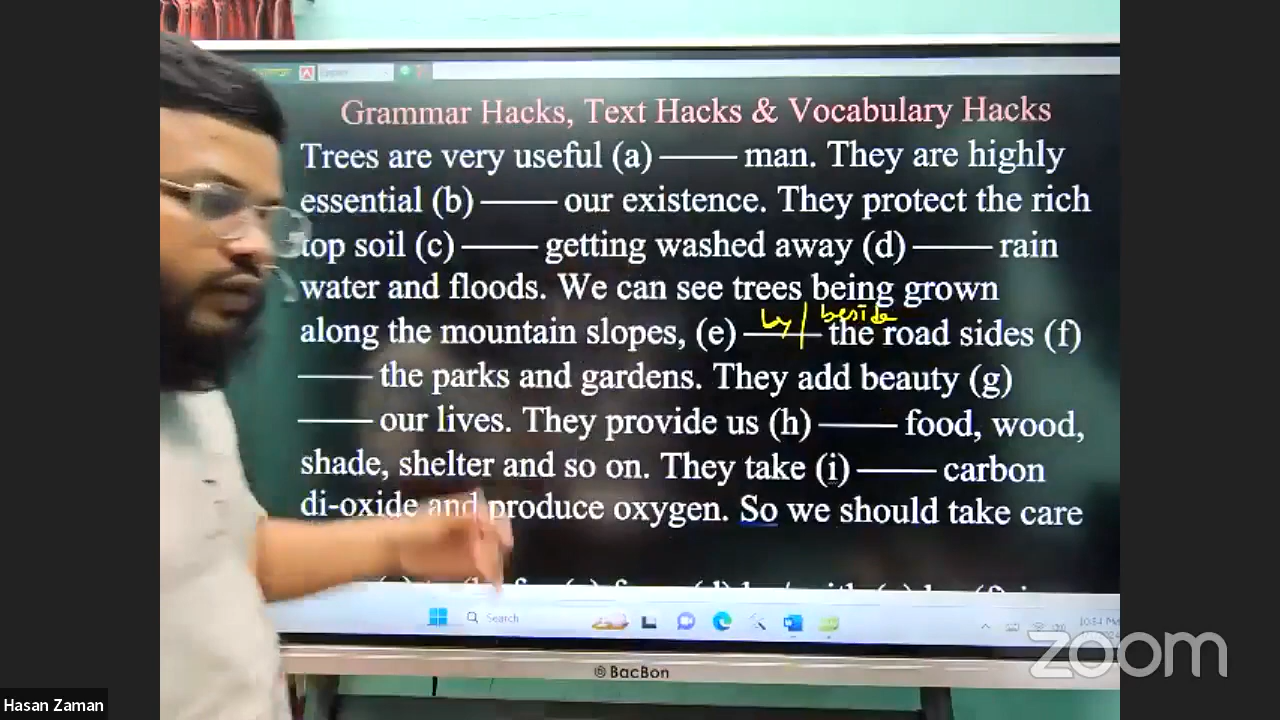 Grammar Hacks, Text Hacks & Vocabulary Hacks
Trees are very useful (a) —— man. They are highly
essential (b) —— our existence. They protect the rich
top soil (c) —— getting washed away (d) —— rain
water and floods. We can see trees being grown
by / beside
along the mountain slopes, (e) —— the road sides (f)
—— the parks and gardens. They add beauty (g)
—— our lives. They provide us (h) —— food, wood,
shade, shelter and so on. They take (i) —— carbon
di-oxide and produce oxygen. So we should take care
Search
BacBon
zoom
Hasan Zaman